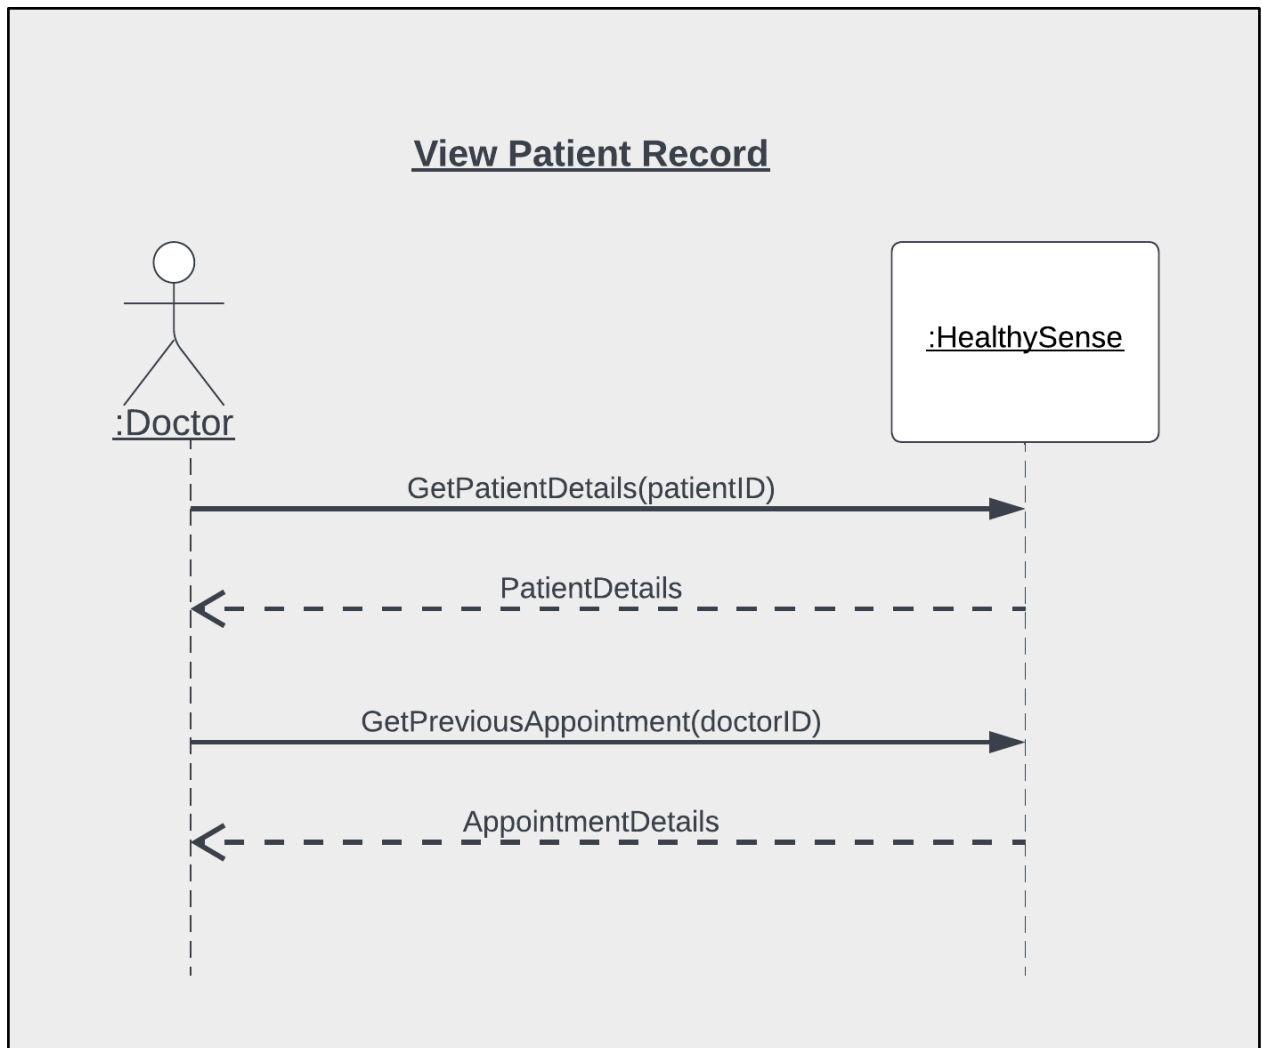 View Patient Record
:Doctor
:HealthySense
GetPatientDetails(patientID)
PatientDetails
GetPreviousAppointment(doctorID)
AppointmentDetails